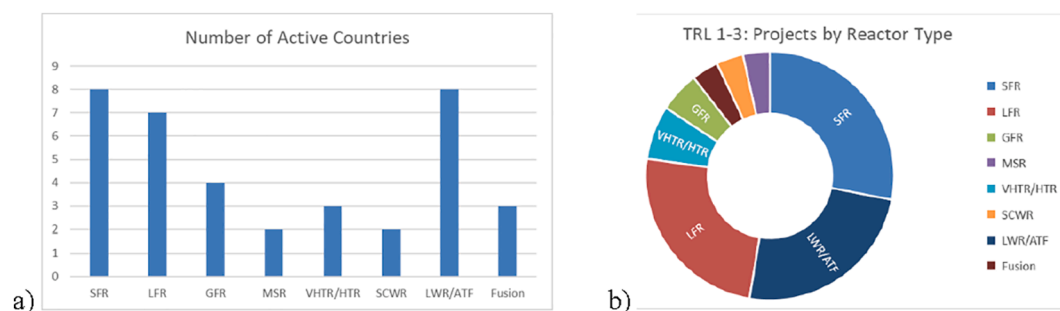 Number of Active Countries
9
8
7
6
5
4
3
2
1
0
SFR LFR GFR MSR VHTR/HTR SCWR LWR/ATF Fusion
a)
TRL 1-3: Projects by Reactor Type
SFR
LWR/ATF
LFR
VHTR/HTR
GFR
SFR
LFR
GFR
MSR
VHTR/HTR
SCWR
LWR/ATF
Fusion
b)